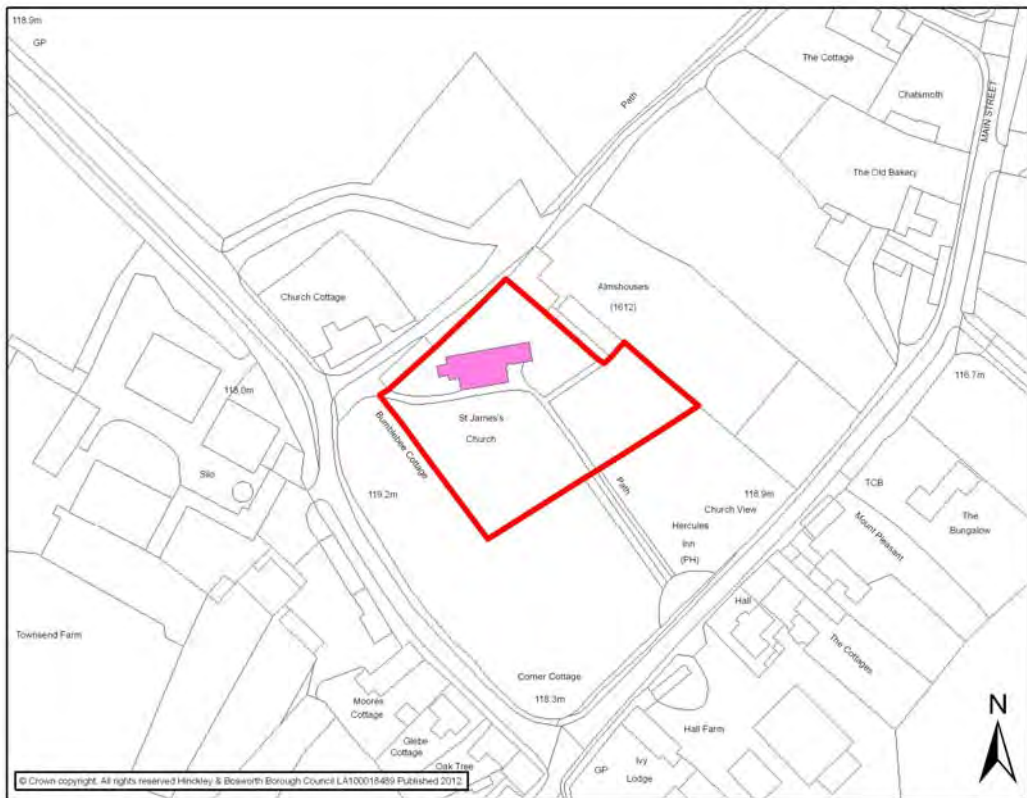 118.9m
GP
The Cottage
Chatsmoth
MAIN STREET
Path
The Old Bakery
Almshouses
(1612)
Church Cottage
118.0m
116.7m
St James's
Church
Bumblebee Cottage
Silo
119.2m
Path
118.9m
Church View
TCB
The
Bungalow
Hercules
Inn
(PH)
Mount Pleasant
Hall
The Cottages
Townsend Farm
Corner Cottage
118.3m
Moores
Cottage
Glebe
Cottage
Hall Farm
Oak Tree
GP
Ivy
Lodge
N
© Crown copyright. All rights reserved Hinckley & Bosworth Borough Council LA100018489 Published 2012